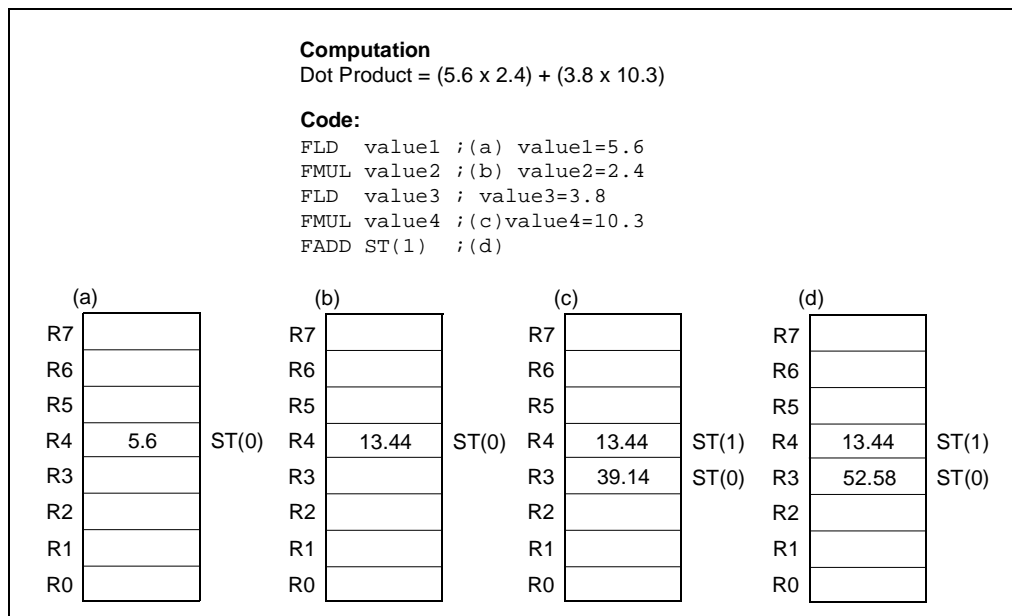 Computation
Dot Product = (5.6 x 2.4) + (3.8 x 10.3)
Code:
FLD value1 ;(a) value1=5.6
FMUL value2 ;(b) value2=2.4
FLD value3 ; value3=3.8
FMUL value4 ;(c)value4=10.3
FADD ST(1) ;(d)
(a)
R7
R6
R5
R4 5.6 ST(0)
R3
R2
R1
R0
(b)
R7
R6
R5
R4 13.44 ST(0)
R3
R2
R1
R0
(c)
R7
R6
R5
R4 13.44 ST(1)
R3 39.14 ST(0)
R2
R1
R0
(d)
R7
R6
R5
R4 13.44 ST(1)
R3 52.58 ST(0)
R2
R1
R0